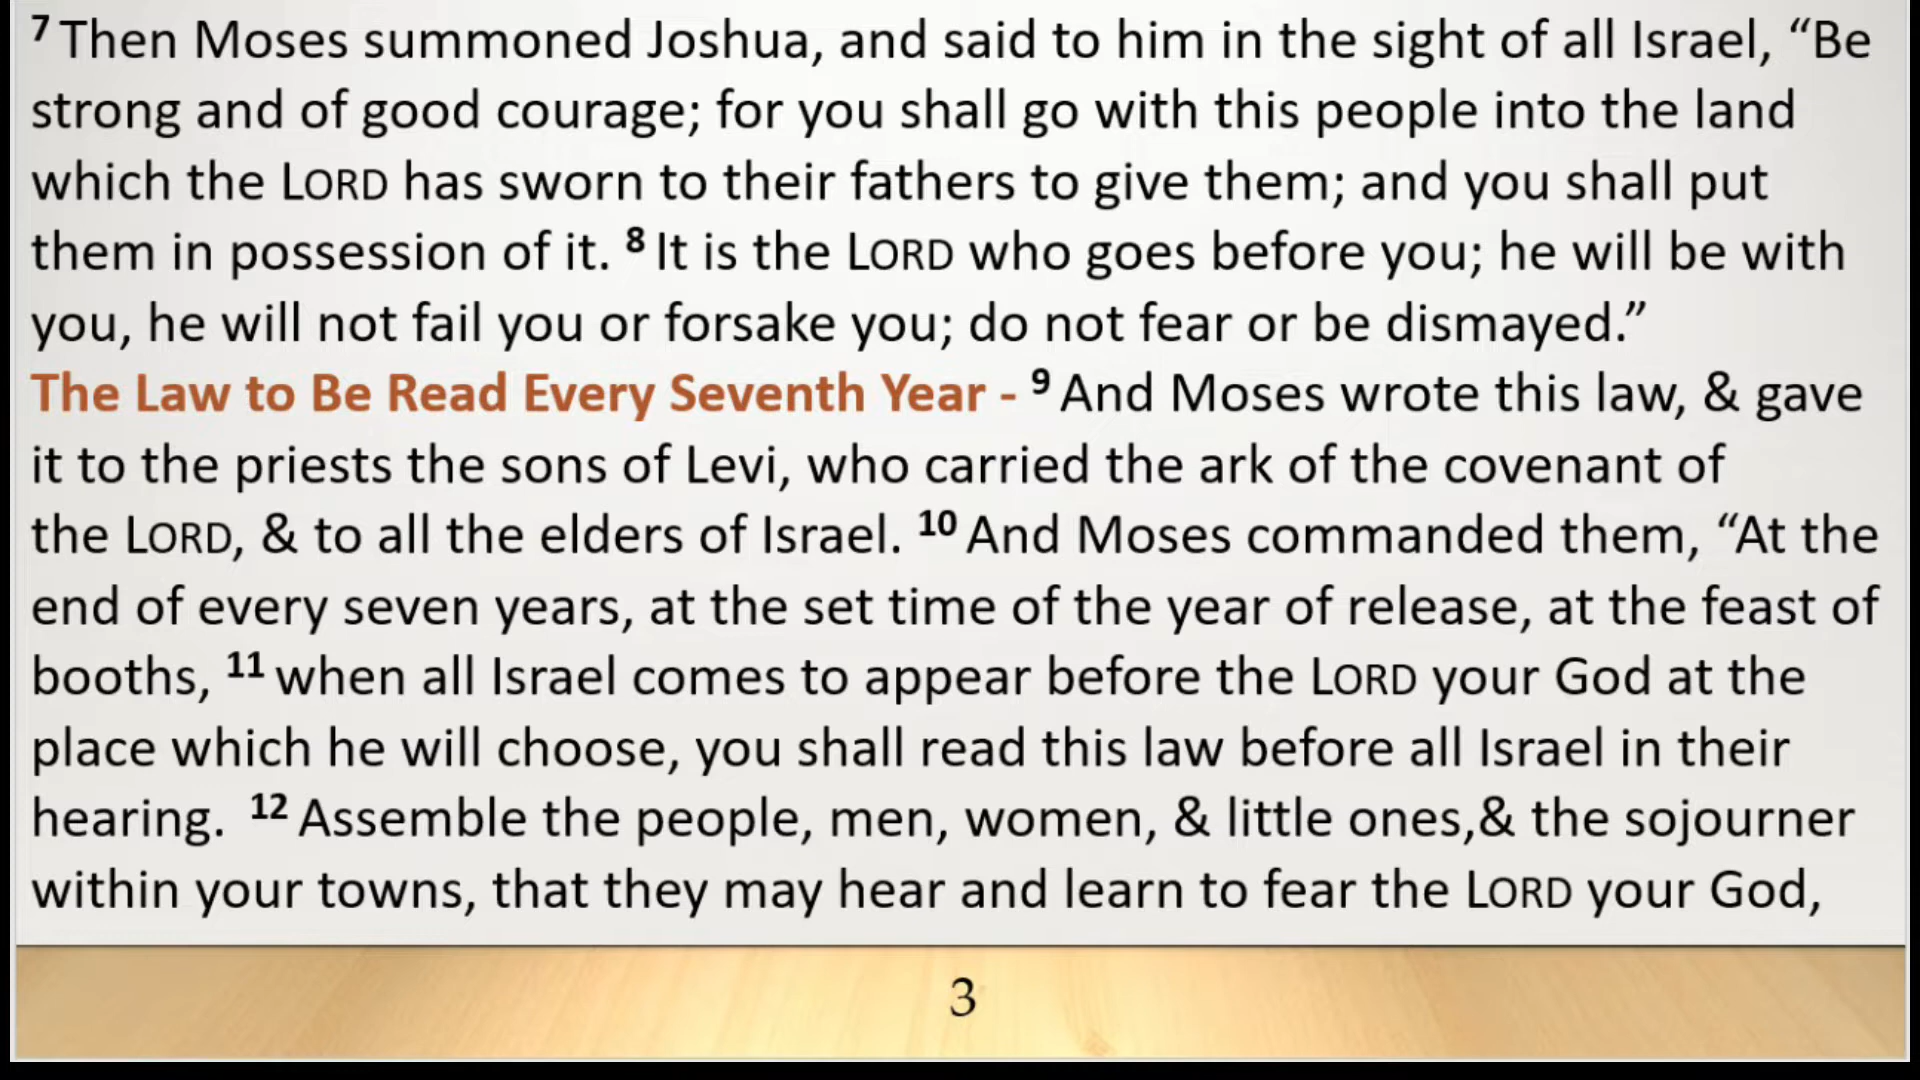 7 Then Moses summoned Joshua, and said to him in the sight of all Israel, “Be
strong and of good courage; for you shall go with this people into the land
which the LORD has sworn to their fathers to give them; and you shall put
them in possession of it. 8 It is the LORD who goes before you; he will be with
you, he will not fail you or forsake you; do not fear or be dismayed.”
The Law to Be Read Every Seventh Year - 9 And Moses wrote this law, & gave
it to the priests the sons of Levi, who carried the ark of the covenant of
the LORD, & to all the elders of Israel. 10 And Moses commanded them, “At the
end of every seven years, at the set time of the year of release, at the feast of
booths, 11 when all Israel comes to appear before the LORD your God at the
place which he will choose, you shall read this law before all Israel in their
hearing. 12 Assemble the people, men, women, & little ones,& the sojourner
within your towns, that they may hear and learn to fear the LORD your God,
3